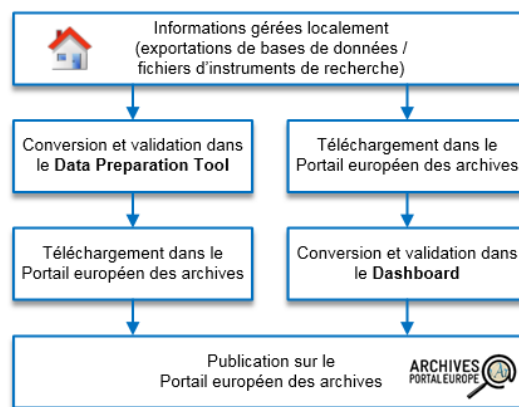 Informations gérées localement
(exportations de bases de données /
fichiers d'instruments de recherche)
Conversion et validation dans
le Data Preparation Tool
Téléchargement dans le
Portail européen des archives
Téléchargement dans le
Portail européen des archives
Conversion et validation dans
le Dashboard
Publication sur le
Portail européen des archives
ARCHIVES
PORTALEUROPE